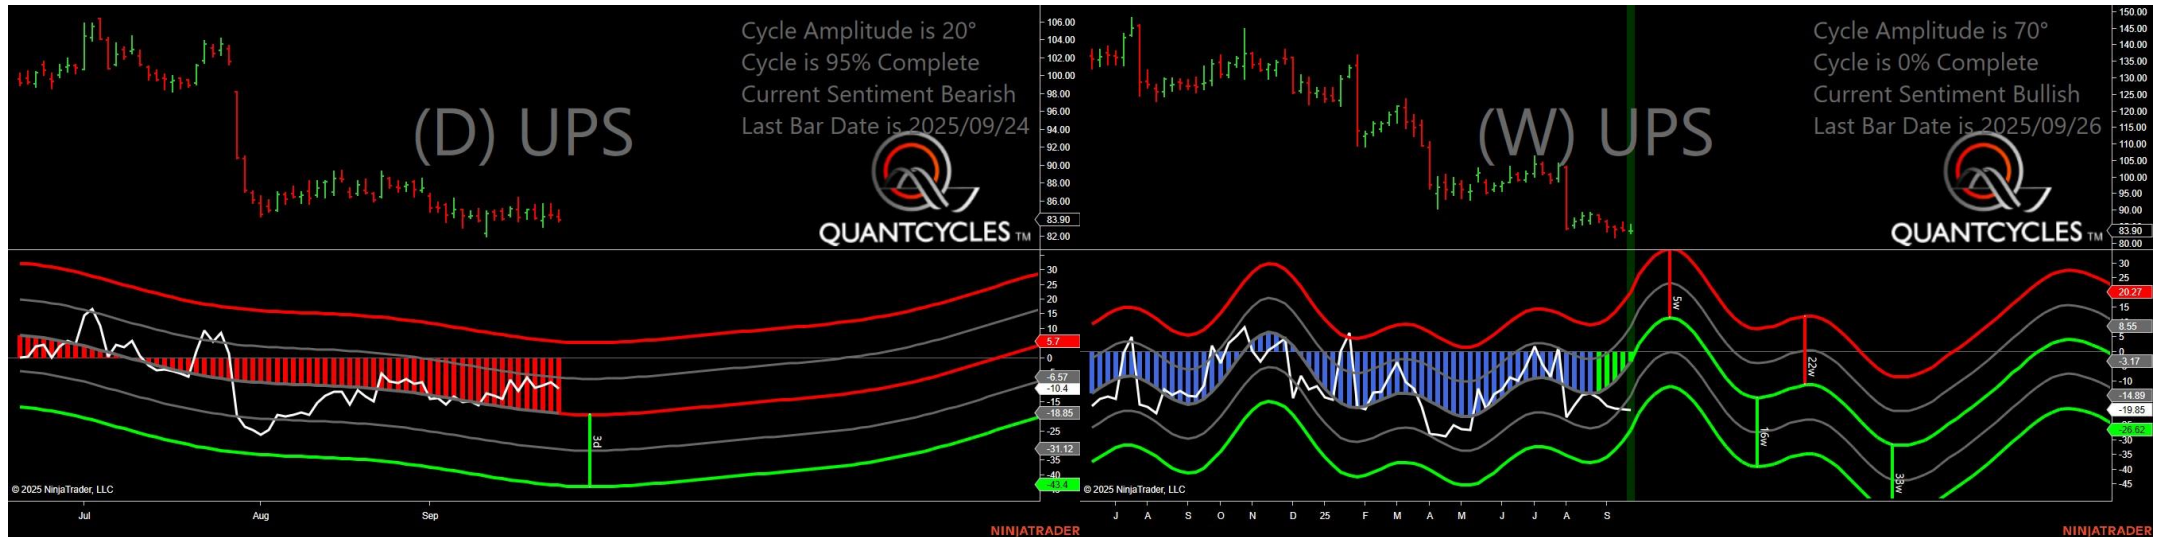 Cycle Amplitude is 20°
Cycle is 95% Complete
Current Sentiment Bearish
Last Bar Date is 2025/09/24
(D) UPS
QUANTCYCLES TM
106.00
104.00
102.00
100.00
98.00
96.00
94.00
92.00
90.00
88.00
86.00
83.90
82.00
30
25
20
15
10
5.7
0
-6.57
-10.4
-15
-18.85
-25
-31.12
-35
-40
-43.4
3d
© 2025 NinjaTrader, LLC
Jul
Aug
Sep
NINJATRADER
Cycle Amplitude is 70°
Cycle is 0% Complete
Current Sentiment Bullish
Last Bar Date is 2025/09/26
(W) UPS
QUANTCYCLES TM
150.00
145.00
140.00
135.00
130.00
125.00
120.00
115.00
110.00
105.00
100.00
95.00
90.00
83.90
80.00
30
25
20.27
15
8.55
5
0
-3.17
-10
-14.89
-19.85
-26.62
-30
-35
-40
-45
5w
16w
22w
38w
© 2025 NinjaTrader, LLC
J
A
S
O
N
D
25
F
M
A
M
J
J
A
S
NINJATRADER